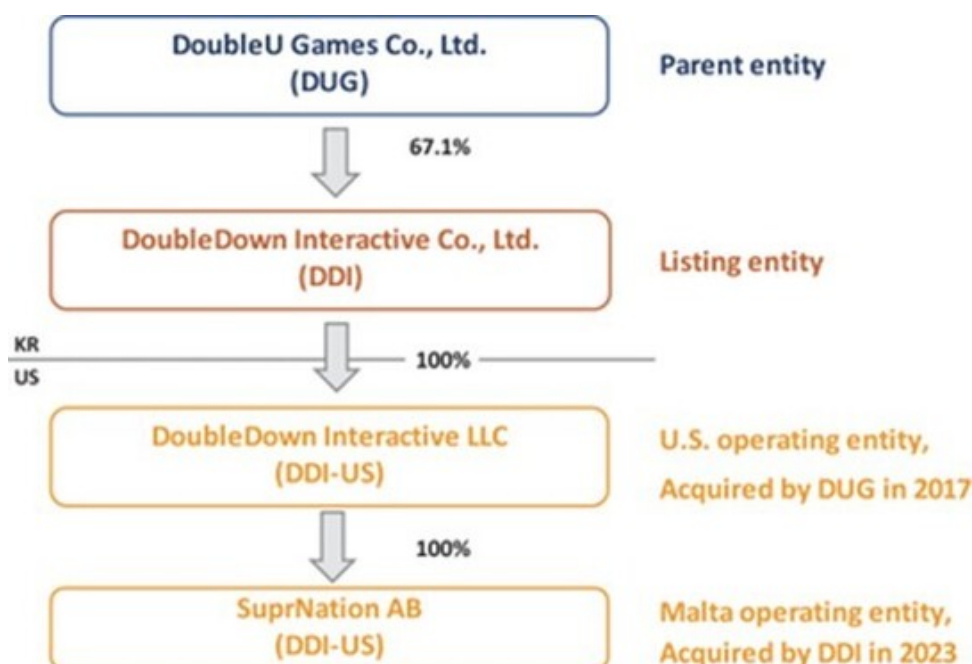 DoubleU Games Co., Ltd.
(DUG)
Parent entity
67.1%
DoubleDown Interactive Co., Ltd.
(DDI)
Listing entity
KR
100%
US
DoubleDown Interactive LLC
(DDI-US)
U.S. operating entity,
Acquired by DUG in 2017
100%
SuprNation AB
(DDI-US)
Malta operating entity,
Acquired by DDI in 2023